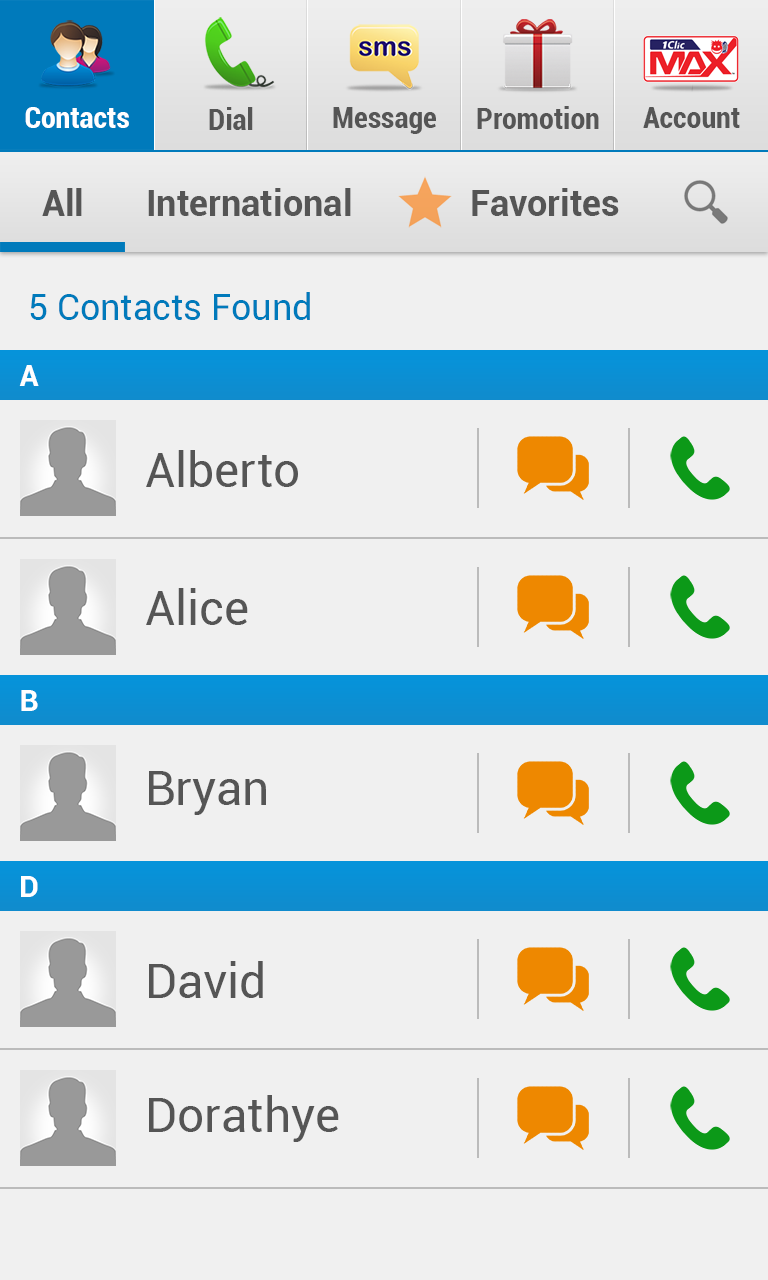 sms
1Clic
MAX
Contacts
Dial
Message
Promotion
Account
All
International
Favorites
5 Contacts Found
A
Alberto
Alice
B
Bryan
D
David
Dorathye